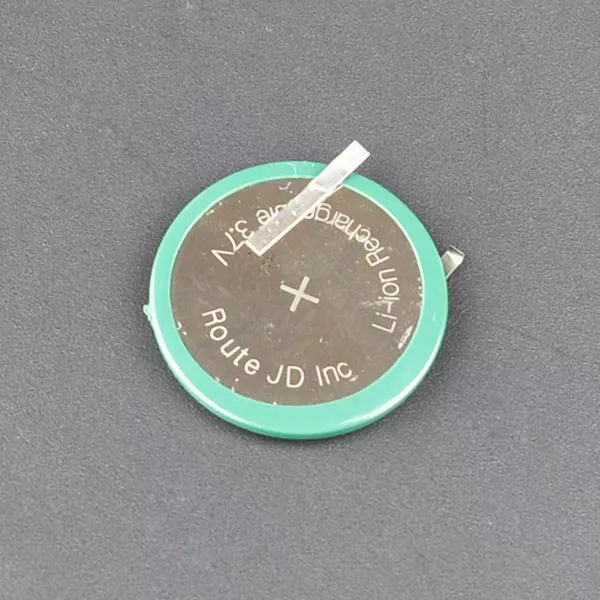 Li-Ion Rechargeable 3.7V
+
Route JD Inc